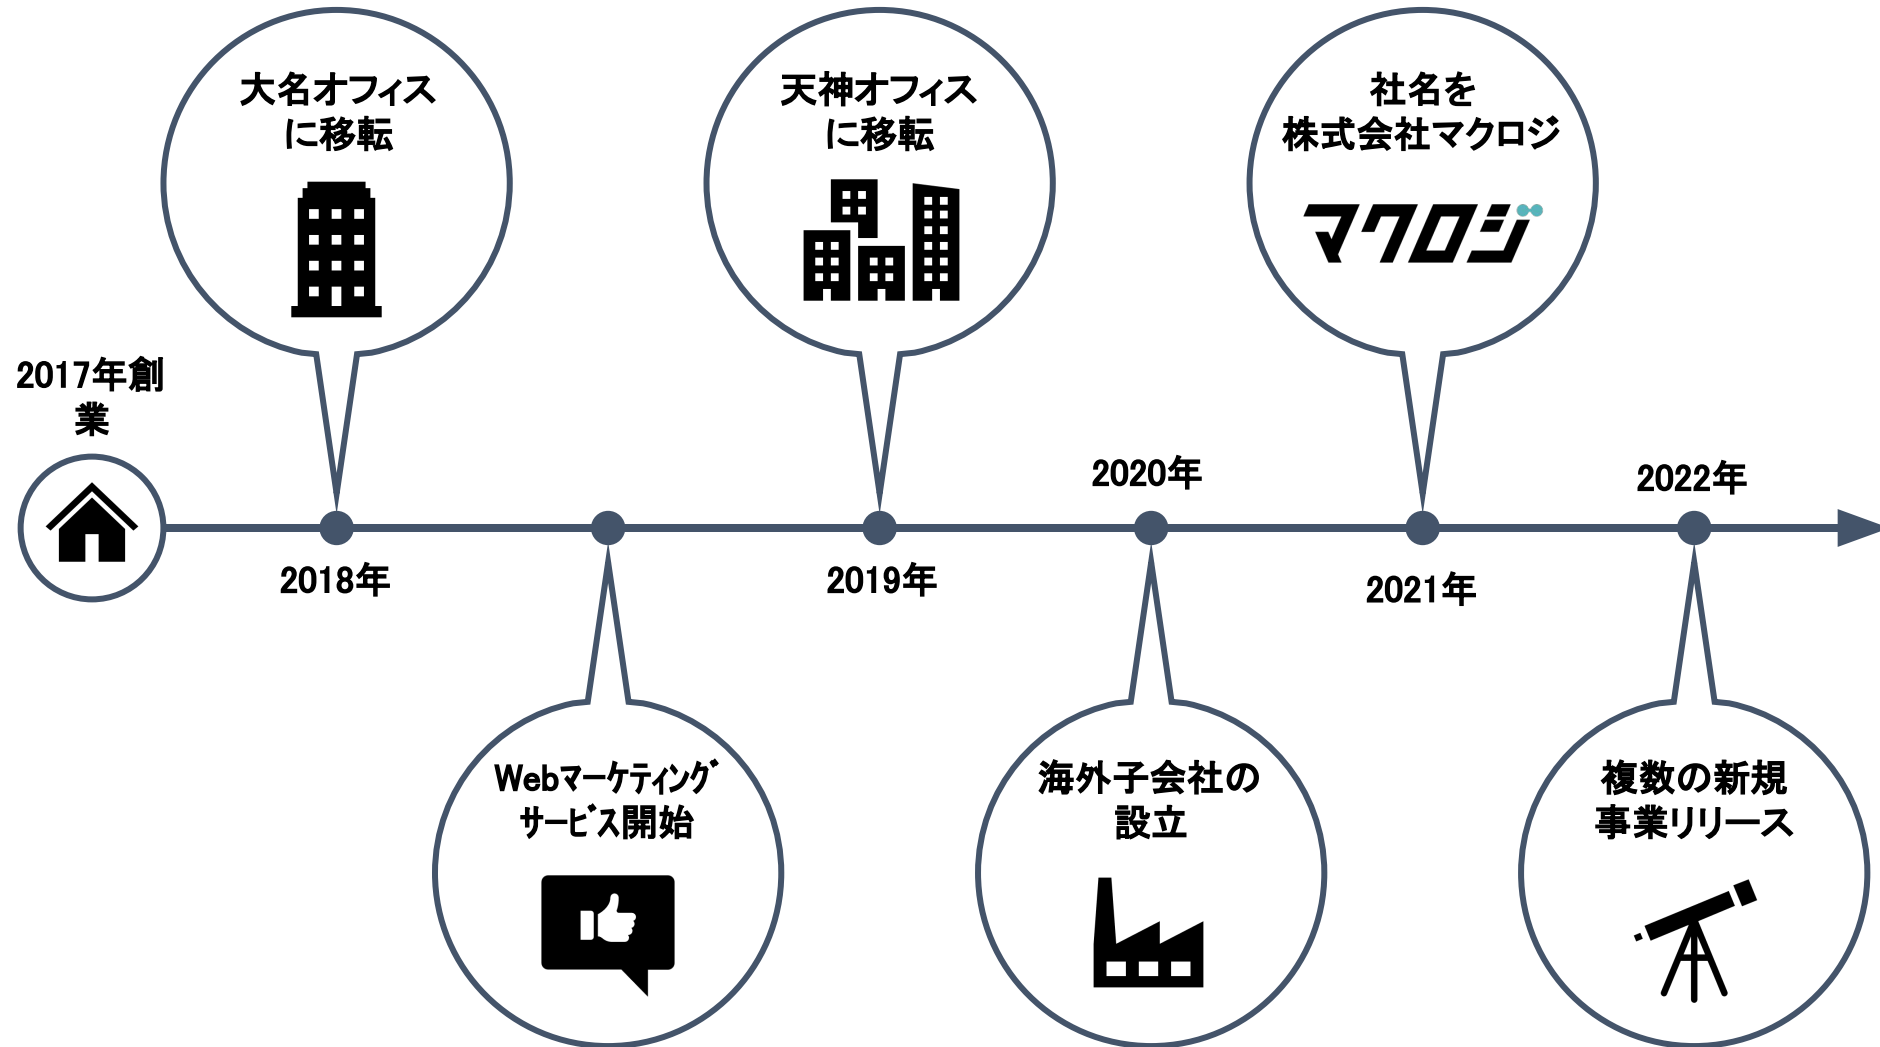 2017年創
業
大名オフィス
に移転
2018年
Webマーケティング
サービス開始
天神オフィス
に移転
2019年
2020年
海外子会社の
設立
社名を
株式会社マクロジ
マクロジ
2021年
2022年
複数の新規
事業リリース